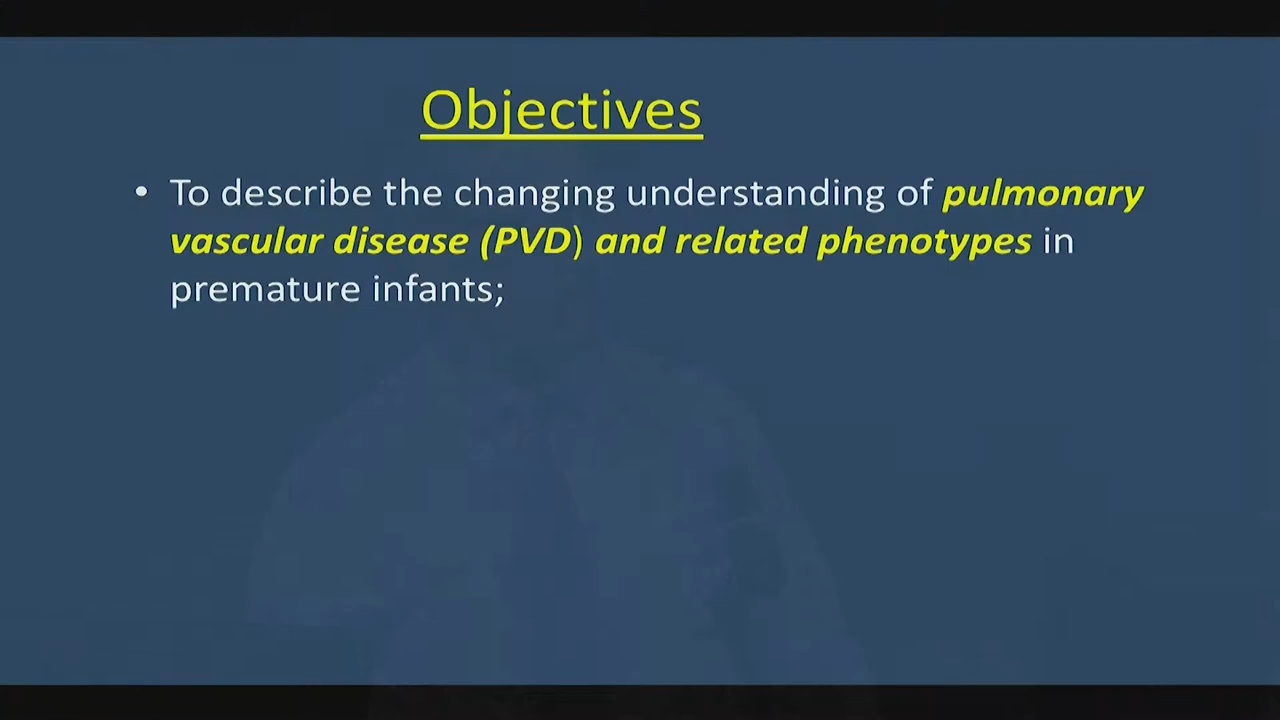 Objectives
• To describe the changing understanding of pulmonary
vascular disease (PVD) and related phenotypes in
premature infants;